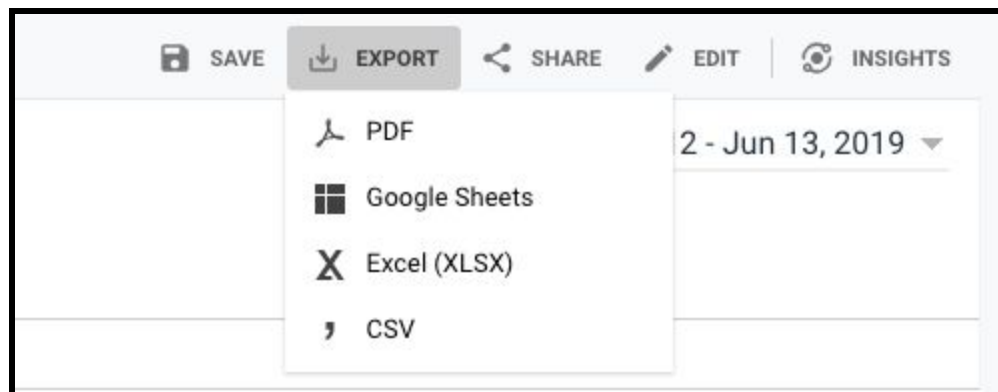 SAVE EXPORT SHARE EDIT INSIGHTS
PDF
2 - Jun 13, 2019
Google Sheets
Excel (XLSX)
CSV